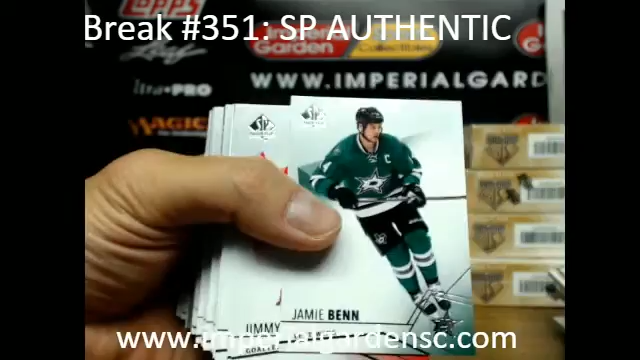 Break #351: SP AUTHENTIC
TOPPS
Leaf
Imperial Garden
Collectibles
ultra PRO
WWW.IMPERIALGARD
MAGIC
SP
SP
JAMIE BENN
JIMMY
www.imperialgardensc.com